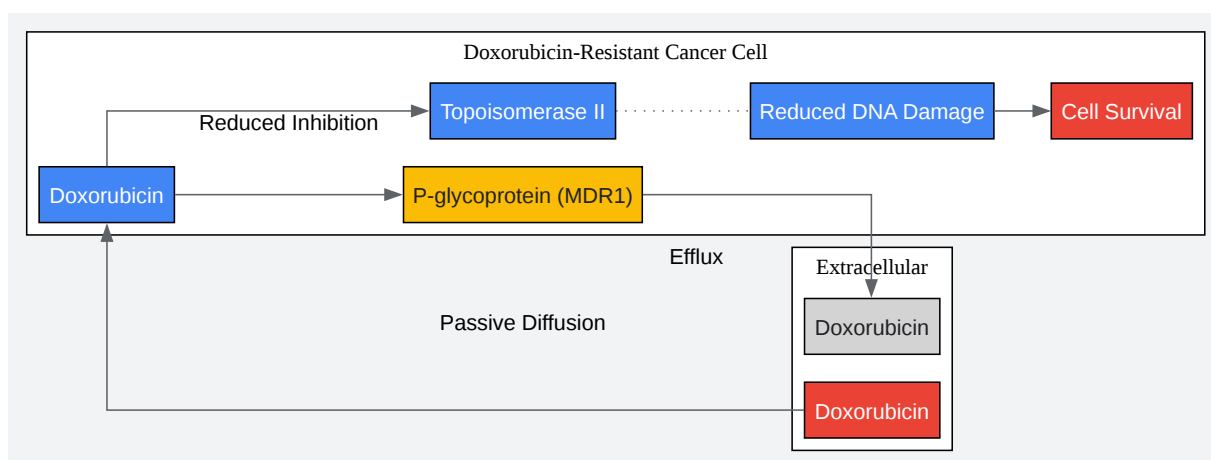 Doxorubicin-Resistant Cancer Cell
Topoisomerase II
Reduced DNA Damage
Cell Survival
Reduced Inhibition
Doxorubicin
P-glycoprotein (MDR1)
Efflux
Extracellular
Passive Diffusion
Doxorubicin
Doxorubicin